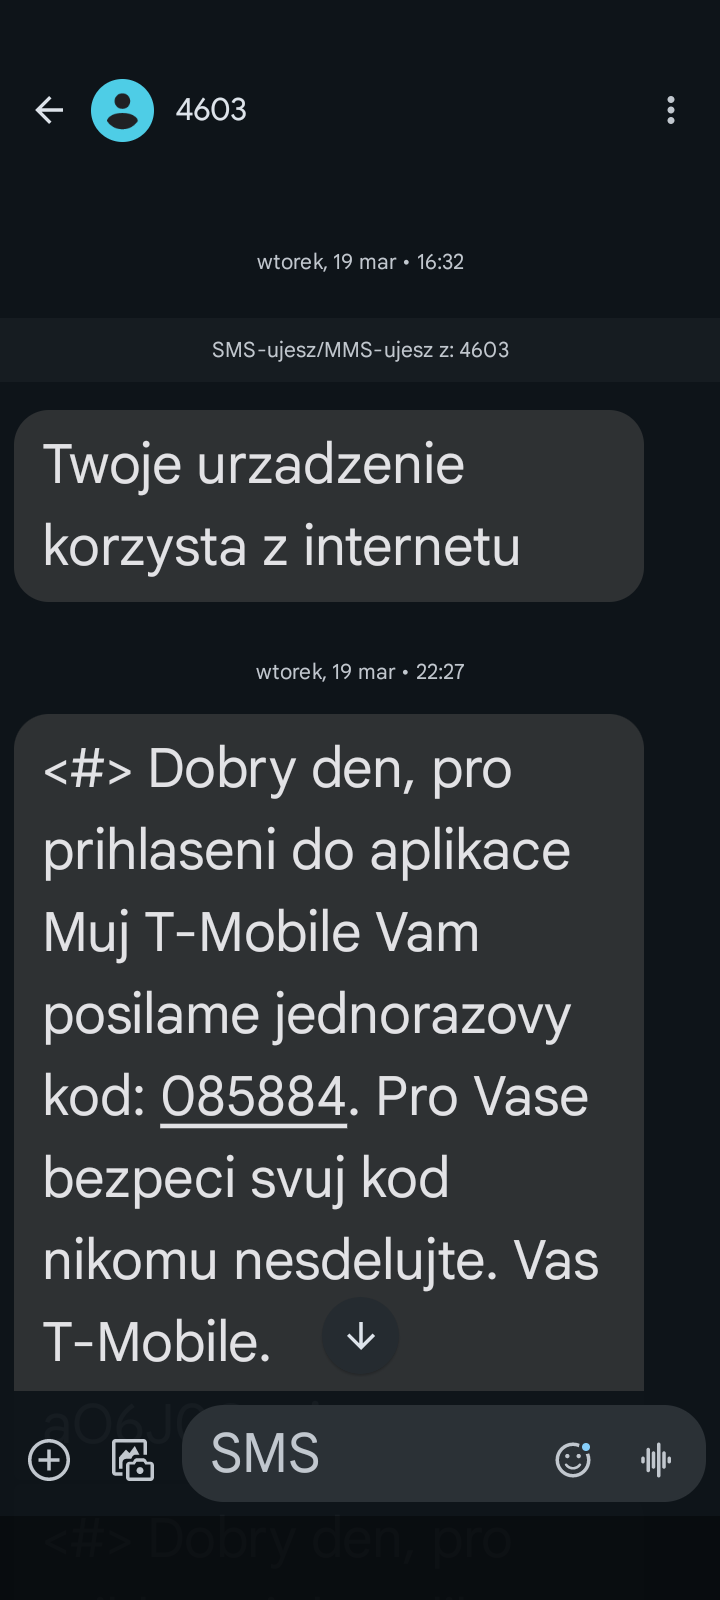 4603
wtorek, 19 mar • 16:32
SMS-ujesz/MMS-ujesz z: 4603
Twoje urzadzenie
korzysta z internetu
wtorek, 19 mar • 22:27
<#> Dobry den, pro
prihlaseni do aplikace
Muj T-Mobile Vam
posilame jednorazovy
kod: 085884. Pro Vase
bezpeci svuj kod
nikomu nesdelujte. Vas
T-Mobile.
SMS
<#> Dobry den, pro